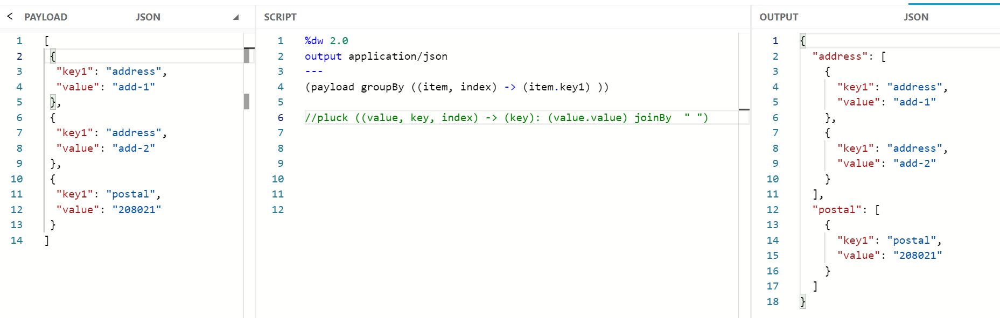 PAYLOAD JSON
1 [
2 {
3 "key1": "address",
4 "value": "add-1"
5 },
6 {
7 "key1": "address",
8 "value": "add-2"
9 },
10 {
11 "key1": "postal",
12 "value": "208021"
13 }
14 ]
SCRIPT
1 %dw 2.0
2 output application/json
3 ---
4 (payload groupBy ((item, index) -> (item.key1) ))
5
6 //pluck ((value, key, index) -> (key): (value.value) joinBy  " ")
7
8
9
10
11
12
OUTPUT JSON
1 {
2 "address": [
3 {
4 "key1": "address",
5 "value": "add-1"
6 },
7 {
8 "key1": "address",
9 "value": "add-2"
10 }
11 ],
12 "postal": [
13 {
14 "key1": "postal",
15 "value": "208021"
16 }
17 ]
18 }